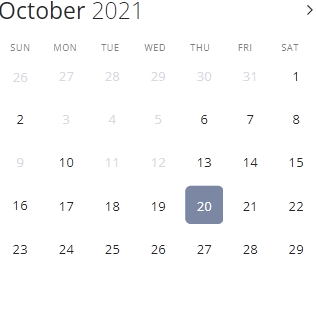 October 2021
SUN MON TUE WED THU FRI SAT
26 27 28 29 30 31 1
2 3 4 5 6 7 8
9 10 11 12 13 14 15
16 17 18 19 20 21 22
23 24 25 26 27 28 29